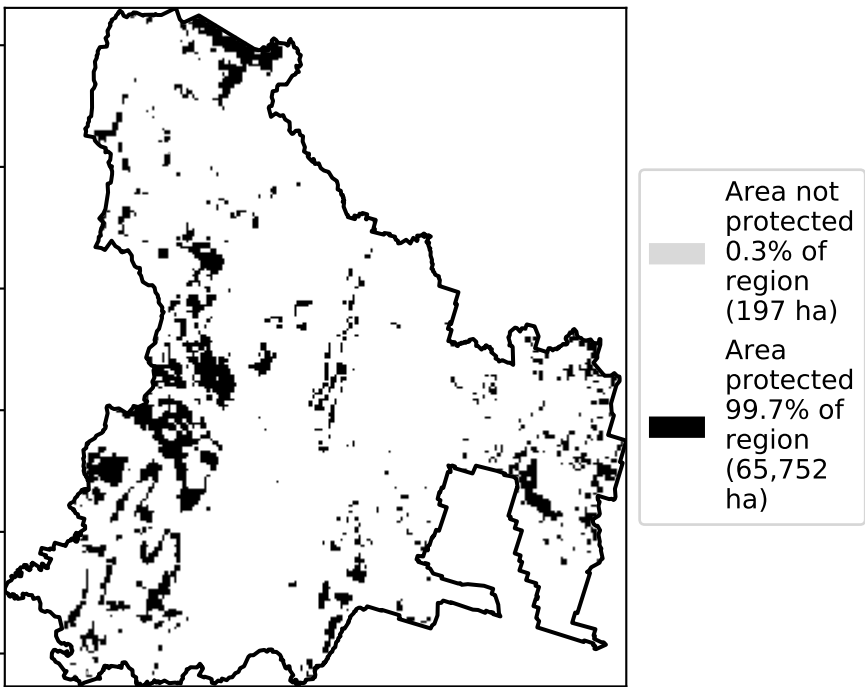 Area not
protected
0.3% of
region
(197 ha)
Area
protected
99.7% of
region
(65,752
ha)